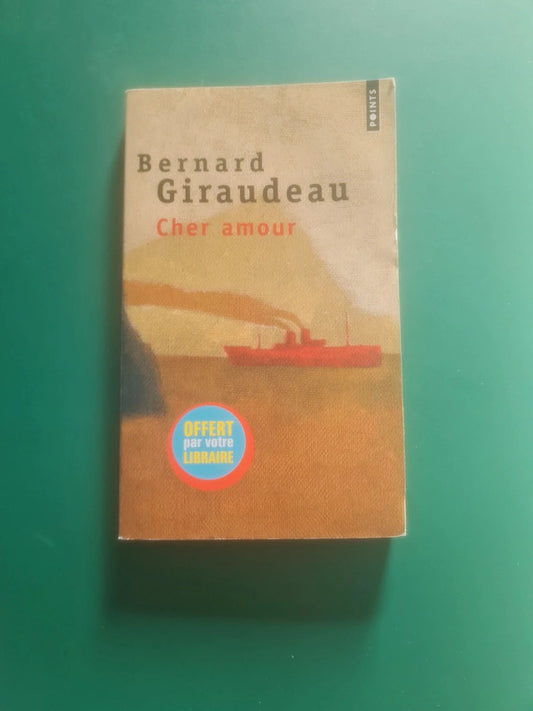 POINTS
Bernard
Giraudeau
Cher amour
OFFERT
par votre
LIBRAIRE